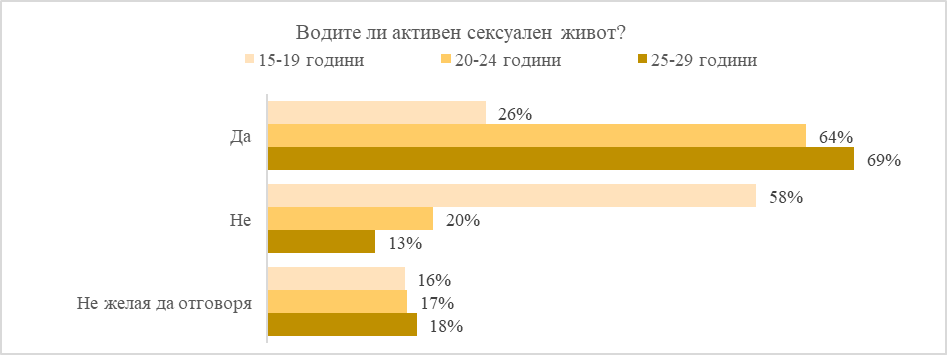 Водите ли активен сексуален живот?
15-19 години 20-24 години 25-29 години
Да
26%
64%
69%
Не
58%
20%
13%
Не желая да отговоря
16%
17%
18%